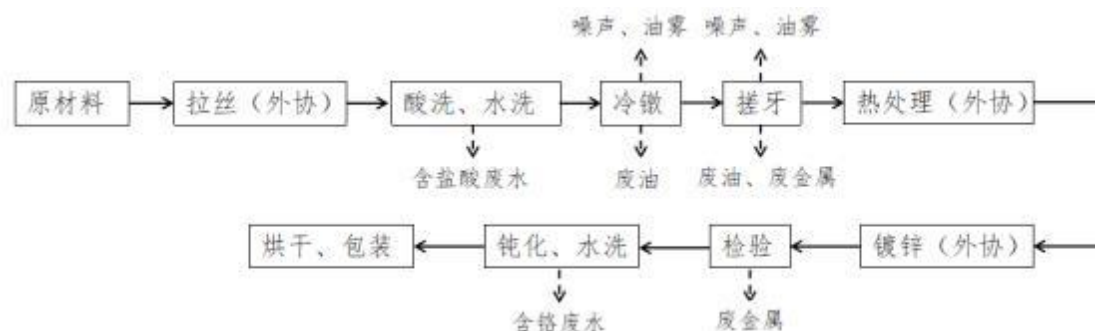 噪声、油雾 噪声、油雾
原材料 拉丝（外协） 酸洗、水洗 冷镦 搓牙 热处理（外协）
含盐酸废水 废油 废油、废金属
烘干、包装 钝化、水洗 检验 镀锌（外协）
含铬废水 废金属